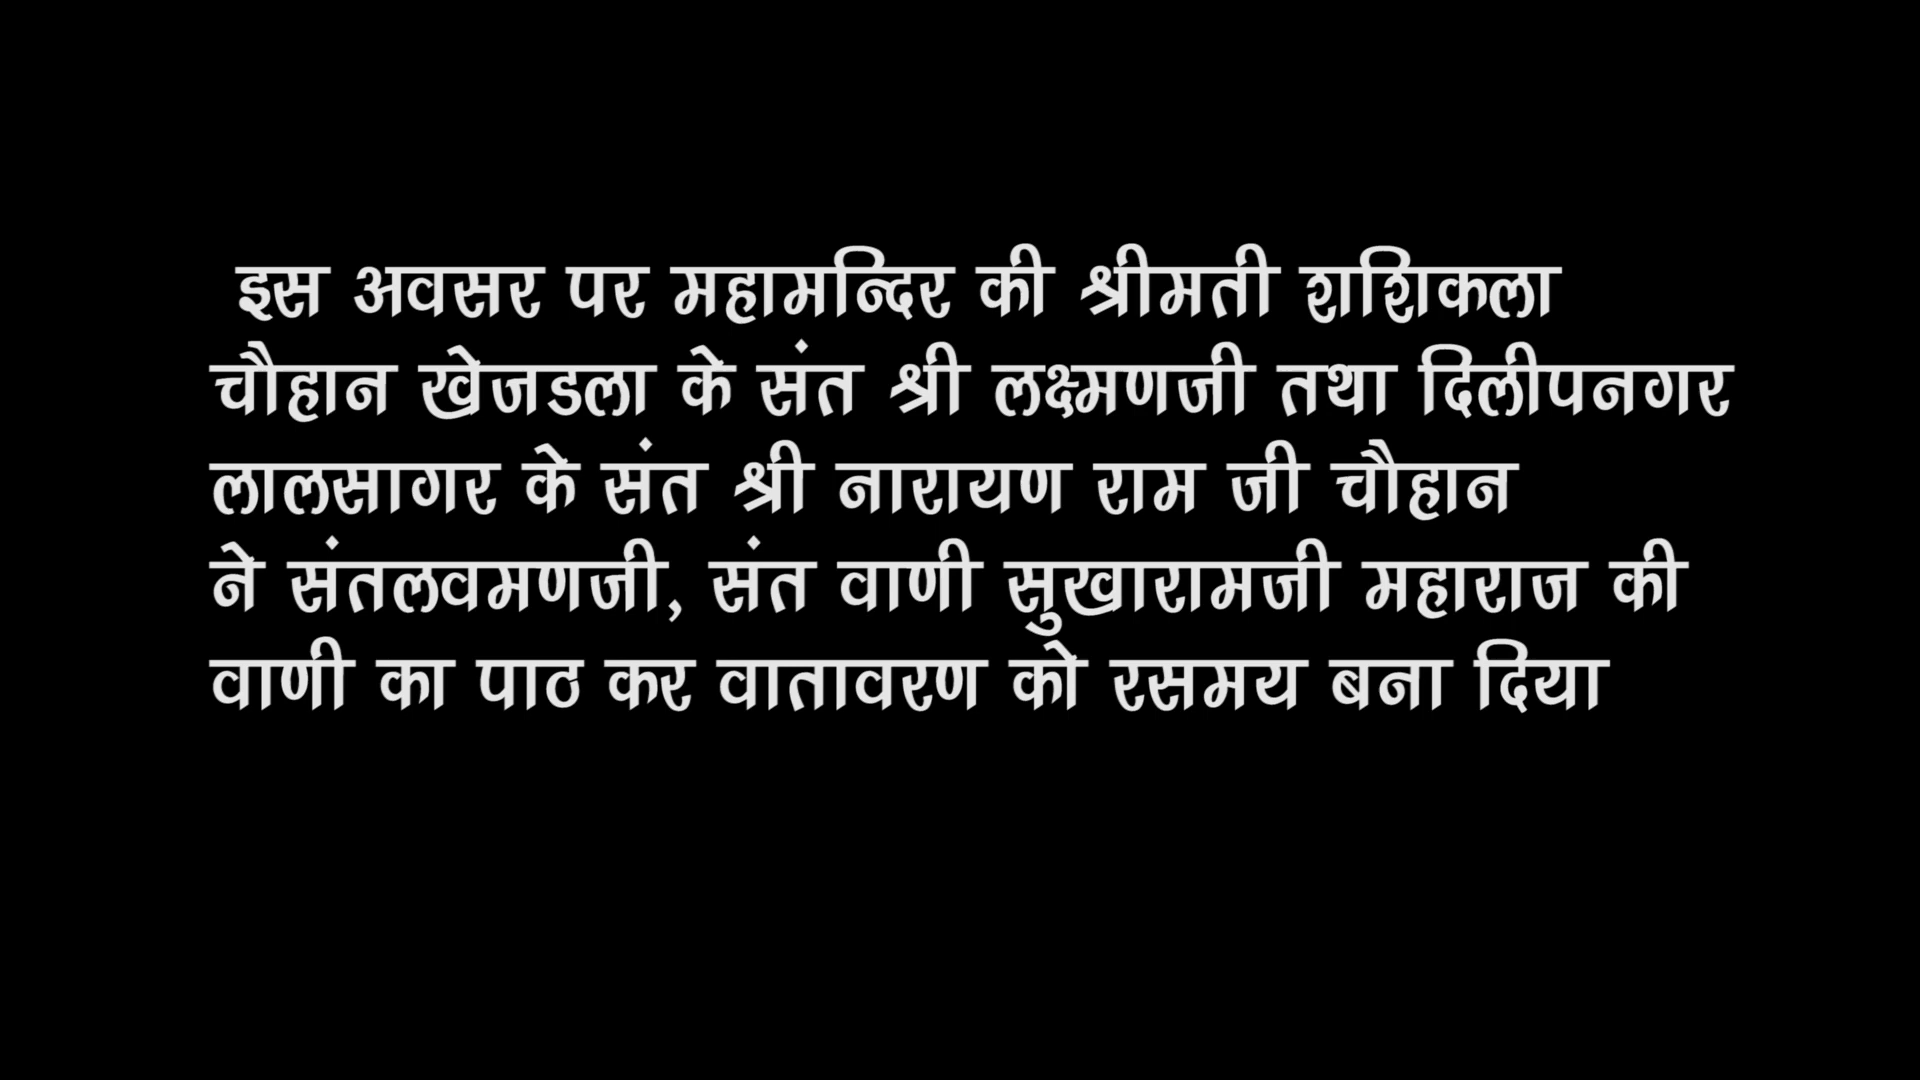 इस अवसर पर महामन्दिर की श्रीमती शशिकला
चौहान खेजडला के संत श्री लक्ष्मणजी तथा दिलीपनगर
लालसागर के संत श्री नारायण राम जी चौहान
ने संतलवमणजी, संत वाणी सुखारामजी महाराज की
वाणी का पाठ कर वातावरण को रसमय बना दिया